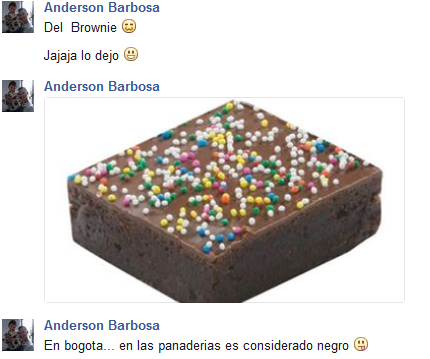 Anderson Barbosa
Del Brownie
Jajaja lo dejo
Anderson Barbosa
Anderson Barbosa
En bogota... en las panaderias es considerado negro